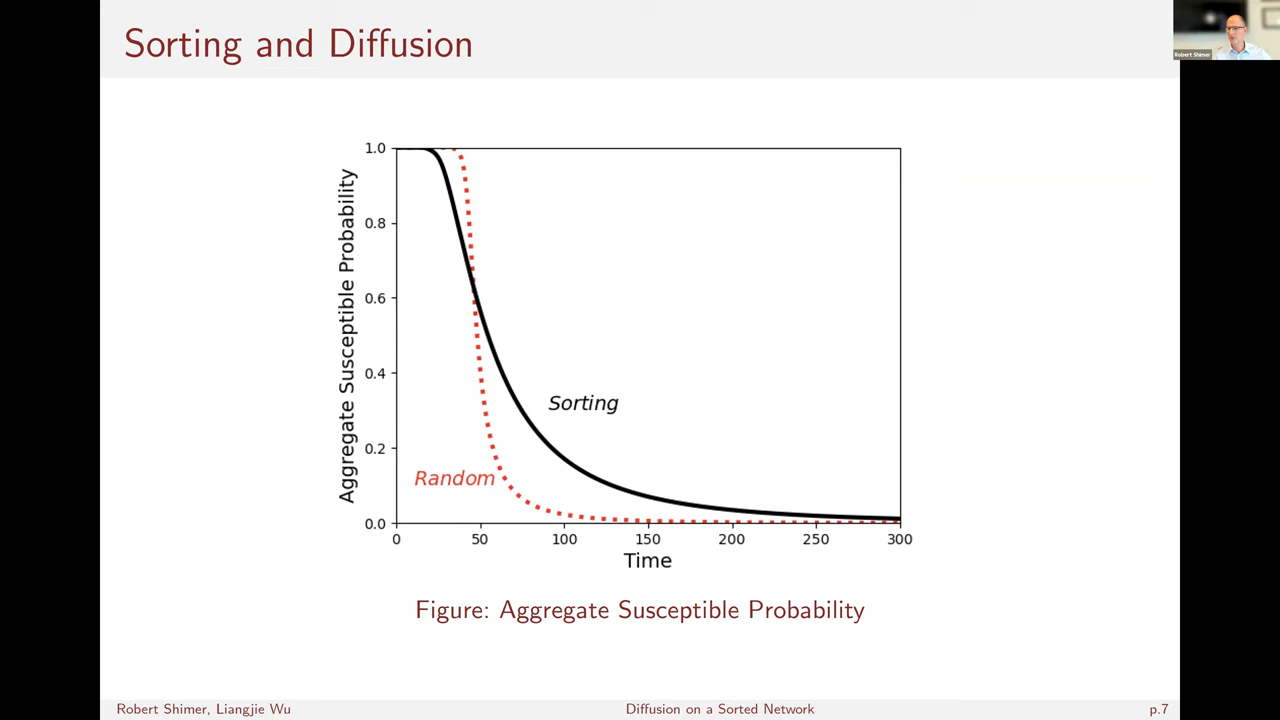 Sorting and Diffusion
Robert Shimer
1.0
0.8
0.6
0.4
0.2
0.0
Aggregate Susceptible Probability
Sorting
Random
0 50 100 150 200 250 300
Time
Figure: Aggregate Susceptible Probability
Robert Shimer, Liangjie Wu Diffusion on a Sorted Network p.7